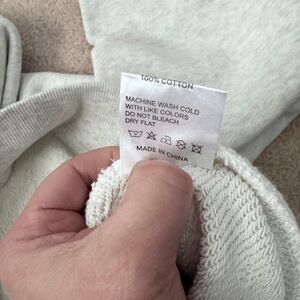 100% COTTON
MACHINE WASH COLD
WITH LIKE COLORS
DO NOT BLEACH
DRY FLAT
MADE IN CHINA